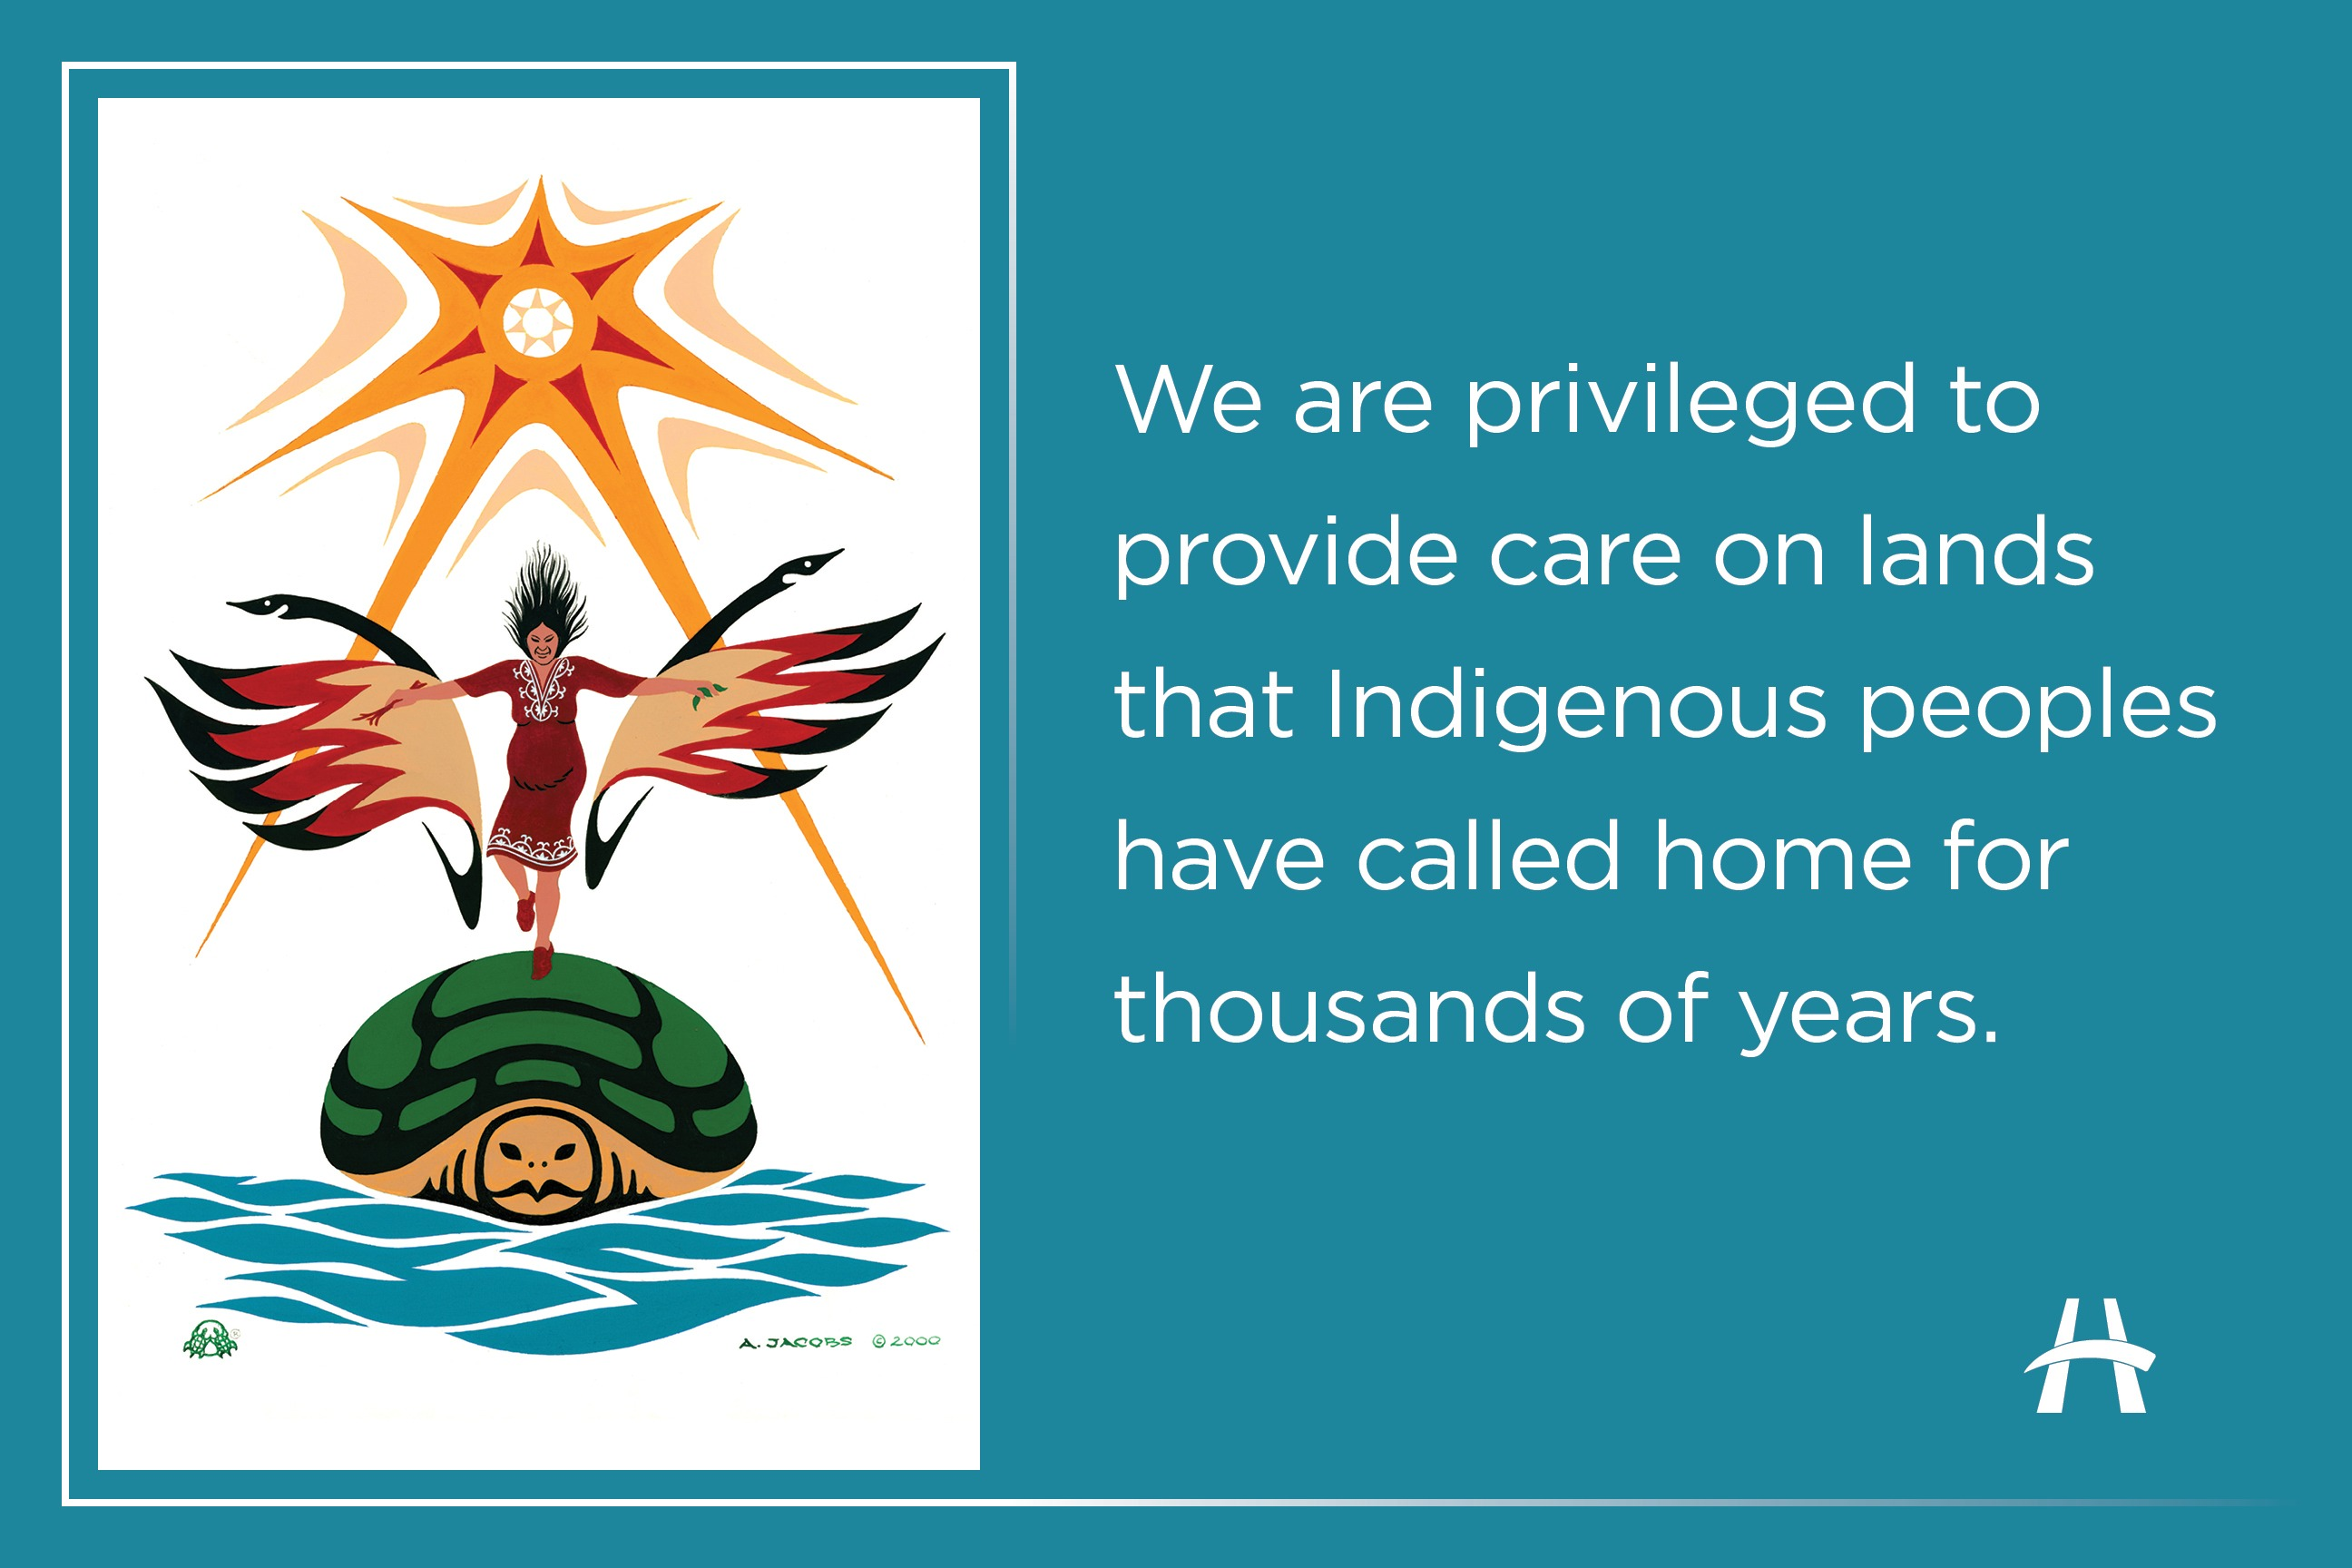 We are privileged to
provide care on lands
that Indigenous peoples
have called home for
thousands of years.
A. JACOBS © 2000